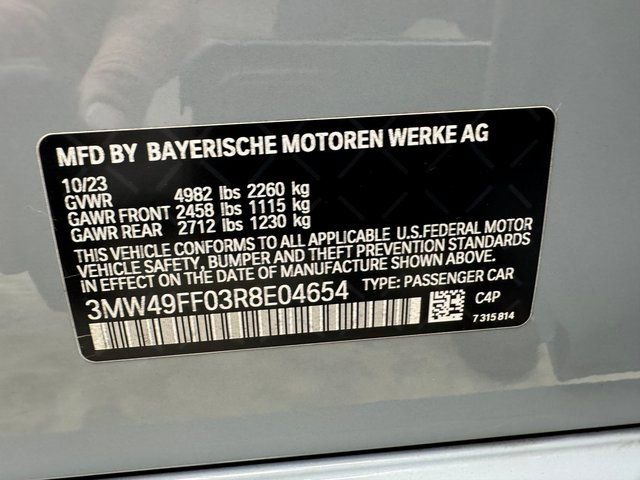 MFD BY BAYERISCHE MOTOREN WERKE AG
10/23
GVWR 4982 lbs 2260 kg
GAWR FRONT 2458 lbs 1115 kg
GAWR REAR 2712 lbs 1230 kg
THIS VEHICLE CONFORMS TO ALL APPLICABLE U.S.FEDERAL MOTOR
VEHICLE SAFETY, BUMPER AND THEFT PREVENTION STANDARDS
IN EFFECT ON THE DATE OF MANUFACTURE SHOWN ABOVE.
3MW49FF03R8E04654 TYPE: PASSENGER CAR
C4P
7 315 814